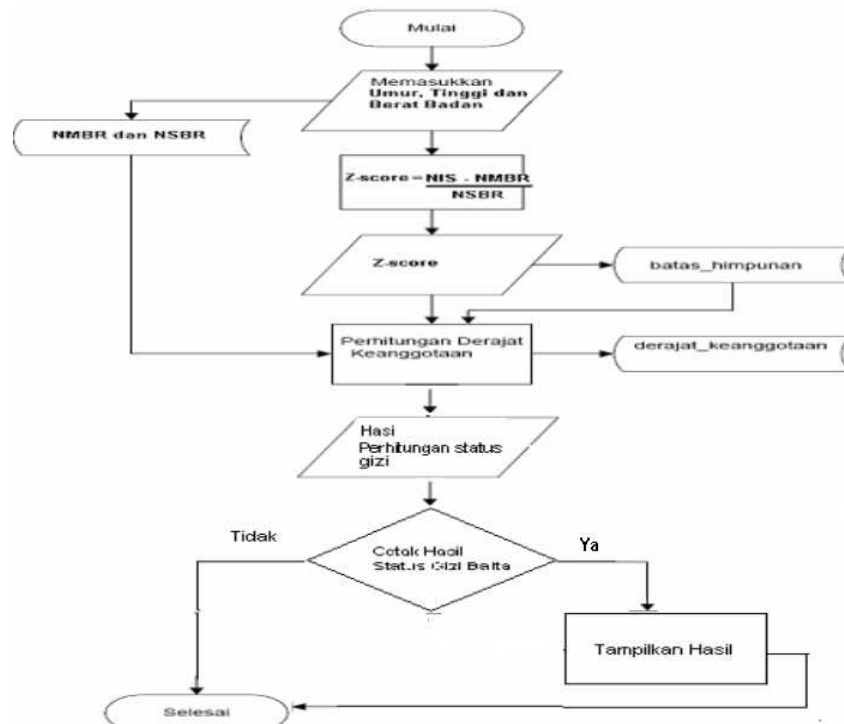 Mulai
Memasukkan
Umur, Tinggi dan
Berat Badan
NMBR dan NSBR
Z-score = NIS - NMBR
NSBR
Z-score
batas_himpunan
Perhitungan Derajat
Keanggotaan
derajat_keanggotaan
Hasi
Perhitungan status
gizi
Tidak
Cetak Hasil
Status Gizi Balita
Ya
Tampilkan Hasil
Selesai